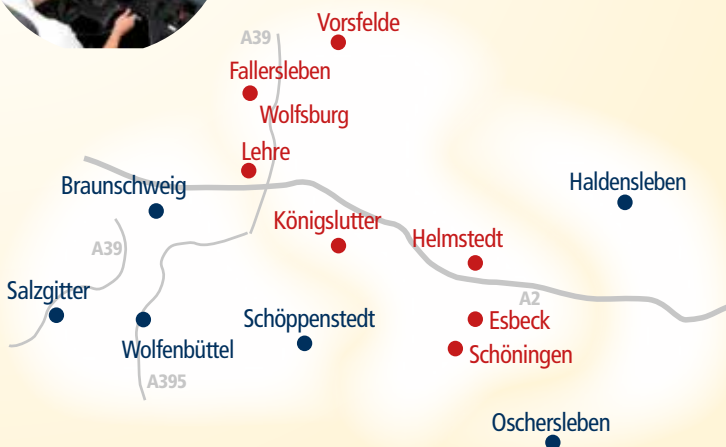 Vorsfelde
A39
Fallersleben
Wolfsburg
Lehre
Braunschweig
Haldensleben
Königslutter
Helmstedt
A39
Salzgitter
A2
Schöppenstedt
Esbeck
Wolfenbüttel
Schöningen
A395
Oschersleben